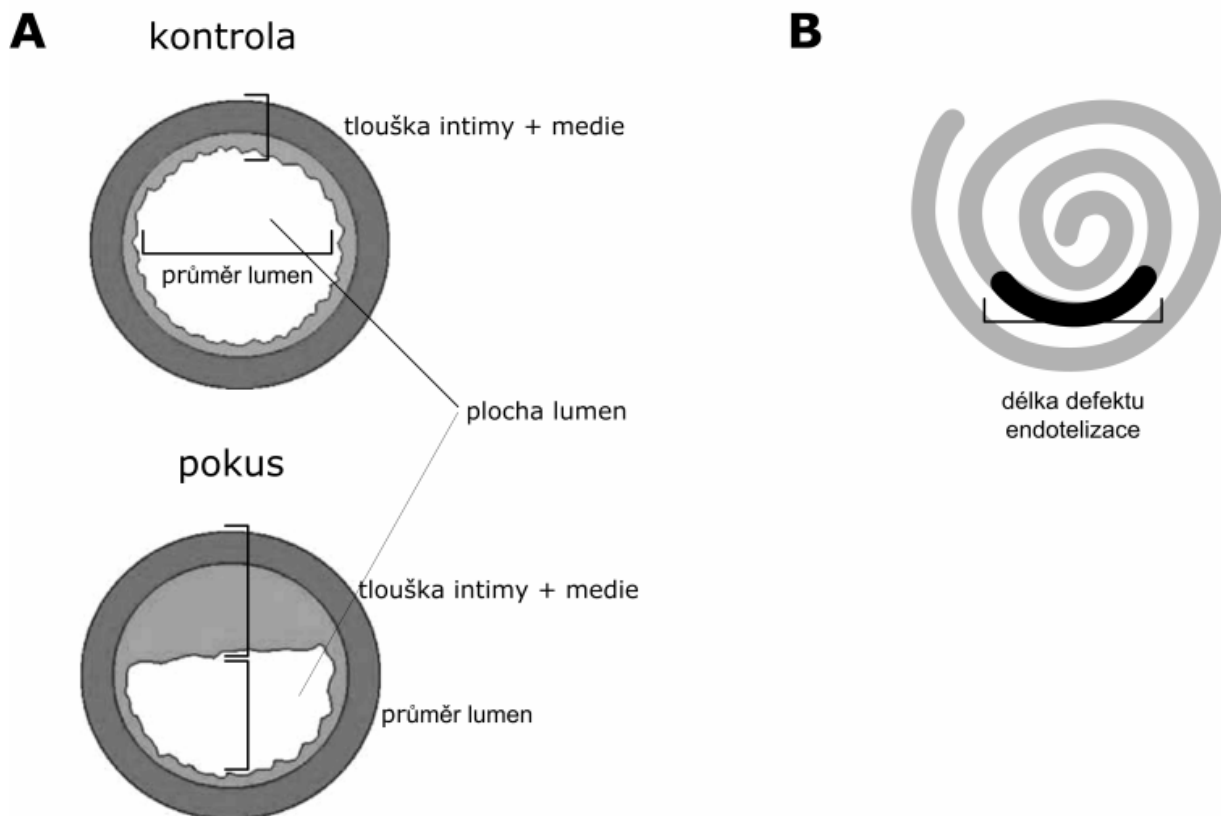 A
kontrola
tlouška intimy + medie
průměr lumen
plocha lumen
pokus
tlouška intimy + medie
průměr lumen
B
délka defektu
endotelizace